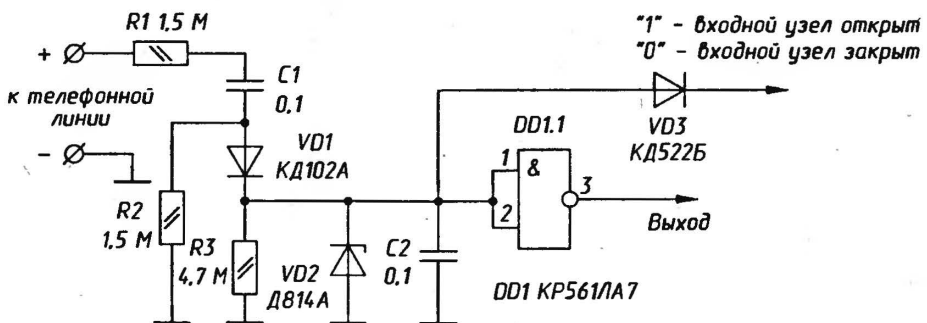 R1 1,5 М
"1" - входной узел открыт
"0" - входной узел закрыт
+
к телефонной
линии
-
C1
0,1
VD1
КД102А
R2
1,5 М
R3
4,7 М
VD2
Д814А
C2
0,1
DD1.1
1
2
&
3
VD3
КД522Б
Выход
DD1 КР561ЛА7